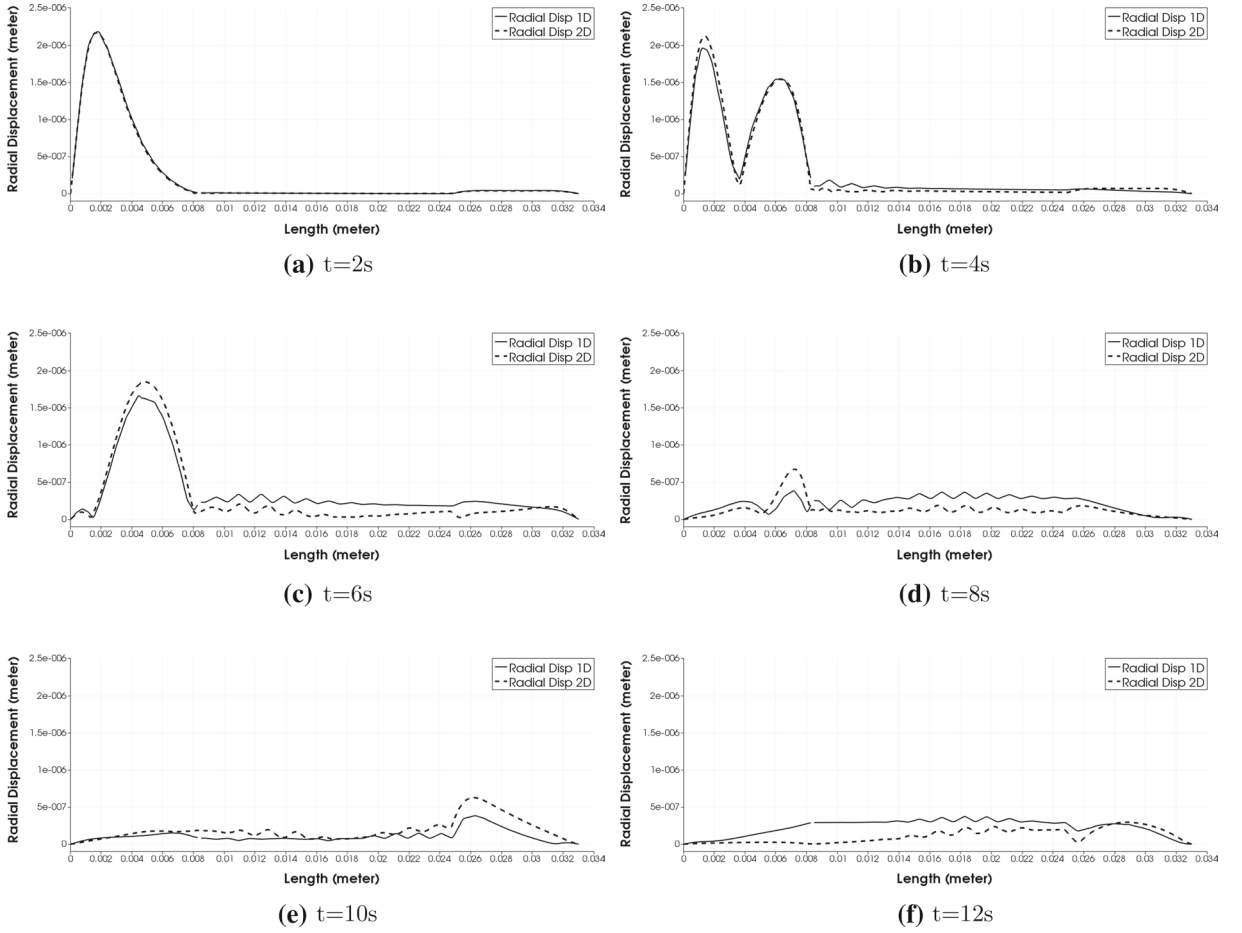 2.5e-006
2e-006
1.5e-006
1e-006
5e-007
0
Radial Displacement (meter)
Radial Disp 1D
Radial Disp 2D
0 0.002 0.004 0.006 0.008 0.01 0.012 0.014 0.016 0.018 0.02 0.022 0.024 0.026 0.028 0.03 0.032 0.034
Length (meter)
(a) t=2s
2.5e-006
2e-006
1.5e-006
1e-006
5e-007
0
Radial Displacement (meter)
Radial Disp 1D
Radial Disp 2D
0 0.002 0.004 0.006 0.008 0.01 0.012 0.014 0.016 0.018 0.02 0.022 0.024 0.026 0.028 0.03 0.032 0.034
Length (meter)
(b) t=4s
2.5e-006
2e-006
1.5e-006
1e-006
5e-007
0
Radial Displacement (meter)
Radial Disp 1D
Radial Disp 2D
0 0.002 0.004 0.006 0.008 0.01 0.012 0.014 0.016 0.018 0.02 0.022 0.024 0.026 0.028 0.03 0.032 0.034
Length (meter)
(c) t=6s
2.5e-006
2e-006
1.5e-006
1e-006
5e-007
0
Radial Displacement (meter)
Radial Disp 1D
Radial Disp 2D
0 0.002 0.004 0.006 0.008 0.01 0.012 0.014 0.016 0.018 0.02 0.022 0.024 0.026 0.028 0.03 0.032 0.034
Length (meter)
(d) t=8s
2.5e-006
2e-006
1.5e-006
1e-006
5e-007
0
Radial Displacement (meter)
Radial Disp 1D
Radial Disp 2D
0 0.002 0.004 0.006 0.008 0.01 0.012 0.014 0.016 0.018 0.02 0.022 0.024 0.026 0.028 0.03 0.032 0.034
Length (meter)
(e) t=10s
2.5e-006
2e-006
1.5e-006
1e-006
5e-007
0
Radial Displacement (meter)
Radial Disp 1D
Radial Disp 2D
0 0.002 0.004 0.006 0.008 0.01 0.012 0.014 0.016 0.018 0.02 0.022 0.024 0.026 0.028 0.03 0.032 0.034
Length (meter)
(f) t=12s